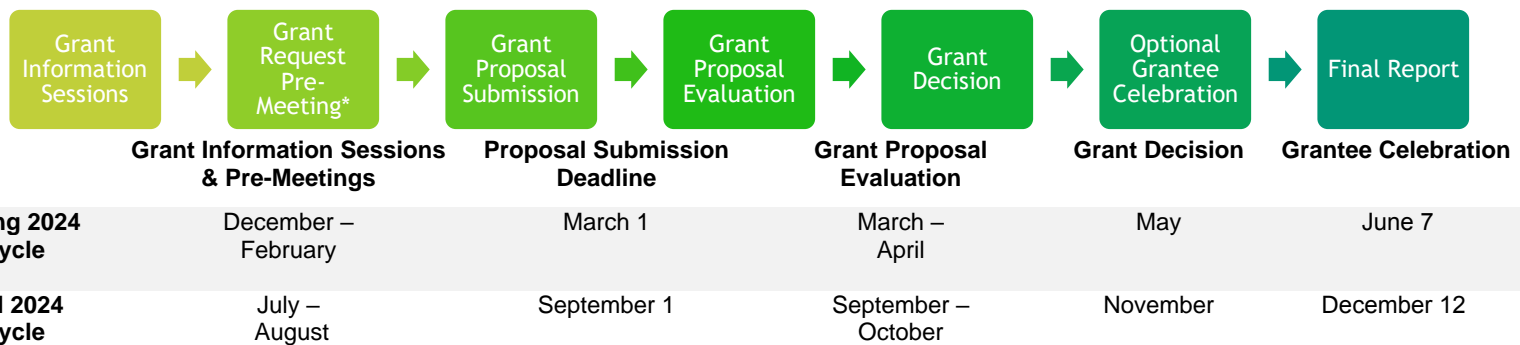 Grant
Information
Sessions
Grant
Request
Pre-
Meeting*
Grant
Proposal
Submission
Grant
Proposal
Evaluation
Grant
Decision
Optional
Grantee
Celebration
Final Report
Grant Information Sessions
& Pre-Meetings
Proposal Submission
Deadline
Grant Proposal
Evaluation
Grant Decision
Grantee Celebration
ng 2024
ycle
December –
February
March 1
March –
April
May
June 7
l 2024
ycle
July –
August
September 1
September –
October
November
December 12